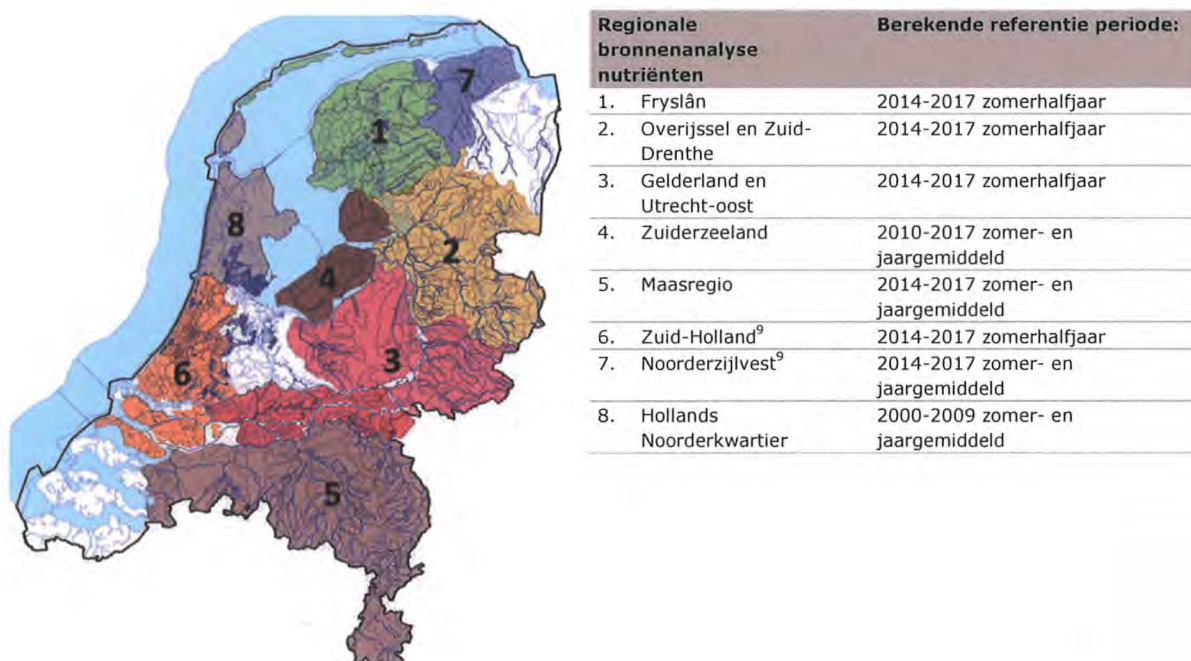 7
1
8
2
4
3
6
5
Regionale Berekende referentie periode:
bronnenanalyse
nutriënten
1. Fryslân 2014-2017 zomerhalfjaar
2. Overijssel en Zuid- 2014-2017 zomerhalfjaar
Drenthe
3. Gelderland en 2014-2017 zomerhalfjaar
Utrecht-oost
4. Zuiderzeeland 2010-2017 zomer- en
jaargemiddeld
5. Maasregio 2014-2017 zomer- en
jaargemiddeld
6. Zuid-Holland⁹ 2014-2017 zomerhalfjaar
7. Noorderzijlvest⁹ 2014-2017 zomer- en
jaargemiddeld
8. Hollands 2000-2009 zomer- en
Noorderkwartier jaargemiddeld